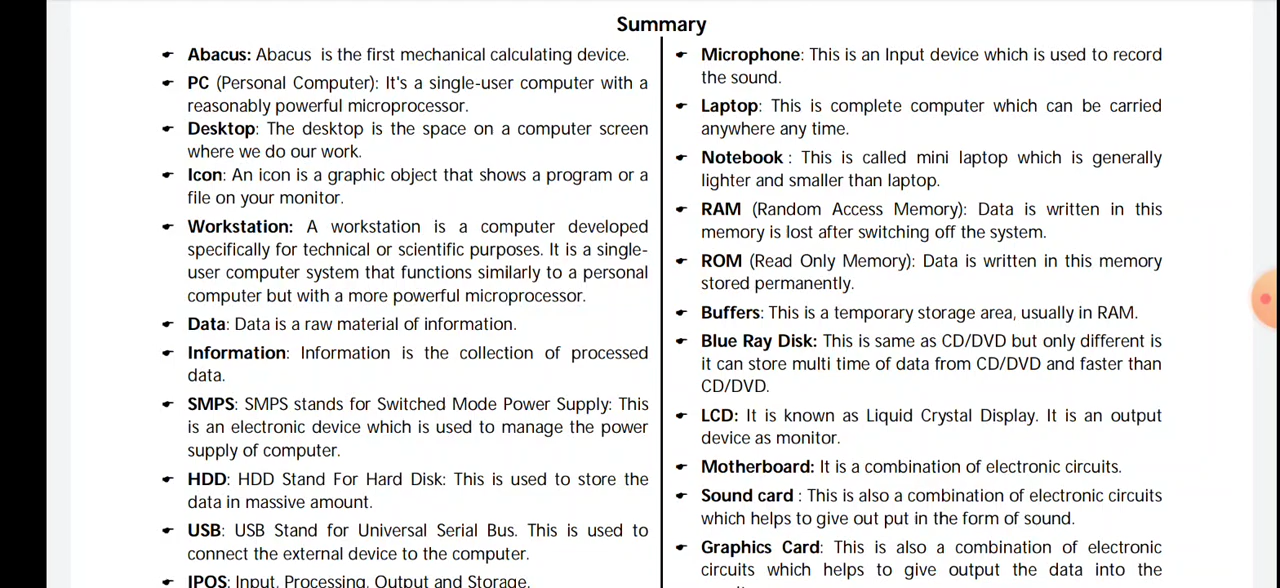 Summary
☛ Abacus: Abacus is the first mechanical calculating device.
☛ PC (Personal Computer): It's a single-user computer with a
reasonably powerful microprocessor.
☛ Desktop: The desktop is the space on a computer screen
where we do our work.
☛ Icon: An icon is a graphic object that shows a program or a
file on your monitor.
☛ Workstation: A workstation is a computer developed
specifically for technical or scientific purposes. It is a single-
user computer system that functions similarly to a personal
computer but with a more powerful microprocessor.
☛ Data: Data is a raw material of information.
☛ Information: Information is the collection of processed
data.
☛ SMPS: SMPS stands for Switched Mode Power Supply: This
is an electronic device which is used to manage the power
supply of computer.
☛ HDD: HDD Stand For Hard Disk: This is used to store the
data in massive amount.
☛ USB: USB Stand for Universal Serial Bus. This is used to
connect the external device to the computer.
☛ IPOS: Input, Processing, Output and Storage.
☛ Microphone: This is an Input device which is used to record
the sound.
☛ Laptop: This is complete computer which can be carried
anywhere any time.
☛ Notebook : This is called mini laptop which is generally
lighter and smaller than laptop.
☛ RAM (Random Access Memory): Data is written in this
memory is lost after switching off the system.
☛ ROM (Read Only Memory): Data is written in this memory
stored permanently.
☛ Buffers: This is a temporary storage area, usually in RAM.
☛ Blue Ray Disk: This is same as CD/DVD but only different is
it can store multi time of data from CD/DVD and faster than
CD/DVD.
☛ LCD: It is known as Liquid Crystal Display. It is an output
device as monitor.
☛ Motherboard: It is a combination of electronic circuits.
☛ Sound card : This is also a combination of electronic circuits
which helps to give out put in the form of sound.
☛ Graphics Card: This is also a combination of electronic
circuits which helps to give output the data into the